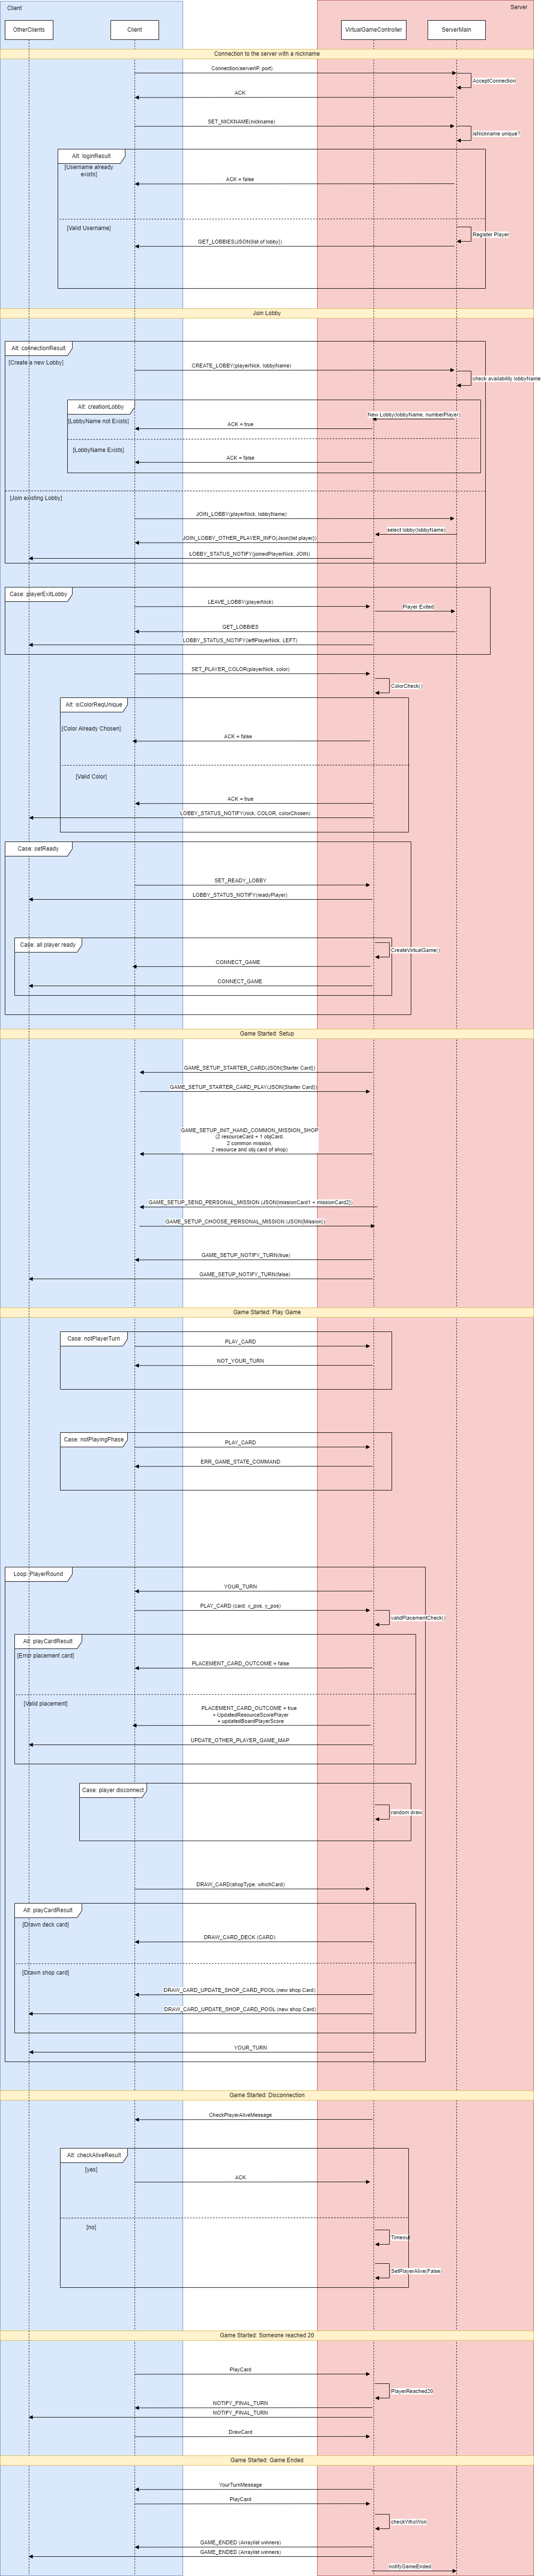 Client
Server
OtherClients
Client
VirtualGameController
ServerMain
Connection to the server with a nickname
Connection(serverIP, port)
AcceptConnection
ACK
SET_NICKNAME(nickname)
isNickname unique?
Alt: loginResult
[Username already
exists]
ACK = false
[Valid Username]
Register Player
GET_LOBBIES(JSON{list of lobby})
Join Lobby
Alt: connectionResult
[Create a new Lobby]
CREATE_LOBBY(playerNick, lobbyName)
check availability lobbyName
Alt: creationLobby
New Lobby(lobbyName, numberPlayer)
[LobbyName not Exists]
ACK = true
[LobbyName Exists]
ACK = false
[Join existing Lobby]
JOIN_LOBBY(playerNick, lobbyName)
select lobby(lobbyName)
JOIN_LOBBY_OTHER_PLAYER_INFO(Json{list player})
LOBBY_STATUS_NOTIFY(joinedPlayerNick, JOIN)
Case: playerExitLobby
LEAVE_LOBBY(playerNick)
Player Exited
GET_LOBBIES
LOBBY_STATUS_NOTIFY(leftPlayerNick, LEFT)
SET_PLAYER_COLOR(playerNick, color)
ColorCheck()
Alt: isColorReqUnique
[Color Already Chosen]
ACK = false
[Valid Color]
ACK = true
LOBBY_STATUS_NOTIFY(nick, COLOR, colorChosen)
Case: setReady
SET_READY_LOBBY
LOBBY_STATUS_NOTIFY(readyPlayer)
Case: all player ready
CreateVirtualGame()
CONNECT_GAME
CONNECT_GAME
Game Started: Setup
GAME_SETUP_STARTER_CARD(JSON{Starter Card})
GAME_SETUP_STARTER_CARD_PLAY(JSON{Starter Card})
GAME_SETUP_INIT_HAND_COMMON_MISSION_SHOP
(2 resourceCard + 1 objCard,
2 common mission,
2 resource and obj card of shop)
GAME_SETUP_SEND_PERSONAL_MISSION (JSON{missionCard1 + missionCard2})
GAME_SETUP_CHOOSE_PERSONAL_MISSION (JSON{Mission})
GAME_SETUP_NOTIFY_TURN(true)
GAME_SETUP_NOTIFY_TURN(false)
Game Started: Play Game
Case: notPlayerTurn
PLAY_CARD
NOT_YOUR_TURN
Case: notPlayingPhase
PLAY_CARD
ERR_GAME_STATE_COMMAND
Loop: PlayerRound
YOUR_TURN
PLAY_CARD (card, x_pos, y_pos)
validPlacementCheck()
Alt: playCardResult
[Error placement card]
PLACEMENT_CARD_OUTCOME = false
[Valid placement]
PLACEMENT_CARD_OUTCOME = true
+ UpdatedResourceScorePlayer
+ updatedBoardPlayerScore
UPDATE_OTHER_PLAYER_GAME_MAP
Case: player disconnect
random draw
DRAW_CARD(shopType, whichCard)
Alt: playCardResult
[Drawn deck card]
DRAW_CARD_DECK (CARD)
[Drawn shop card]
DRAW_CARD_UPDATE_SHOP_CARD_POOL (new shop Card)
DRAW_CARD_UPDATE_SHOP_CARD_POOL (new shop Card)
YOUR_TURN
Game Started: Disconnection
CheckPlayerAliveMessage
Alt: checkAliveResult
[yes]
ACK
[no]
Timeout
SetPlayerAlive(False)
Game Started: Someone reached 20
PlayCard
PlayerReached20
NOTIFY_FINAL_TURN
NOTIFY_FINAL_TURN
DrawCard
Game Started: Game Ended
YourTurnMessage
PlayCard
checkWhoWon
GAME_ENDED (Arraylist winners)
GAME_ENDED (Arraylist winners)
notifyGameEnded